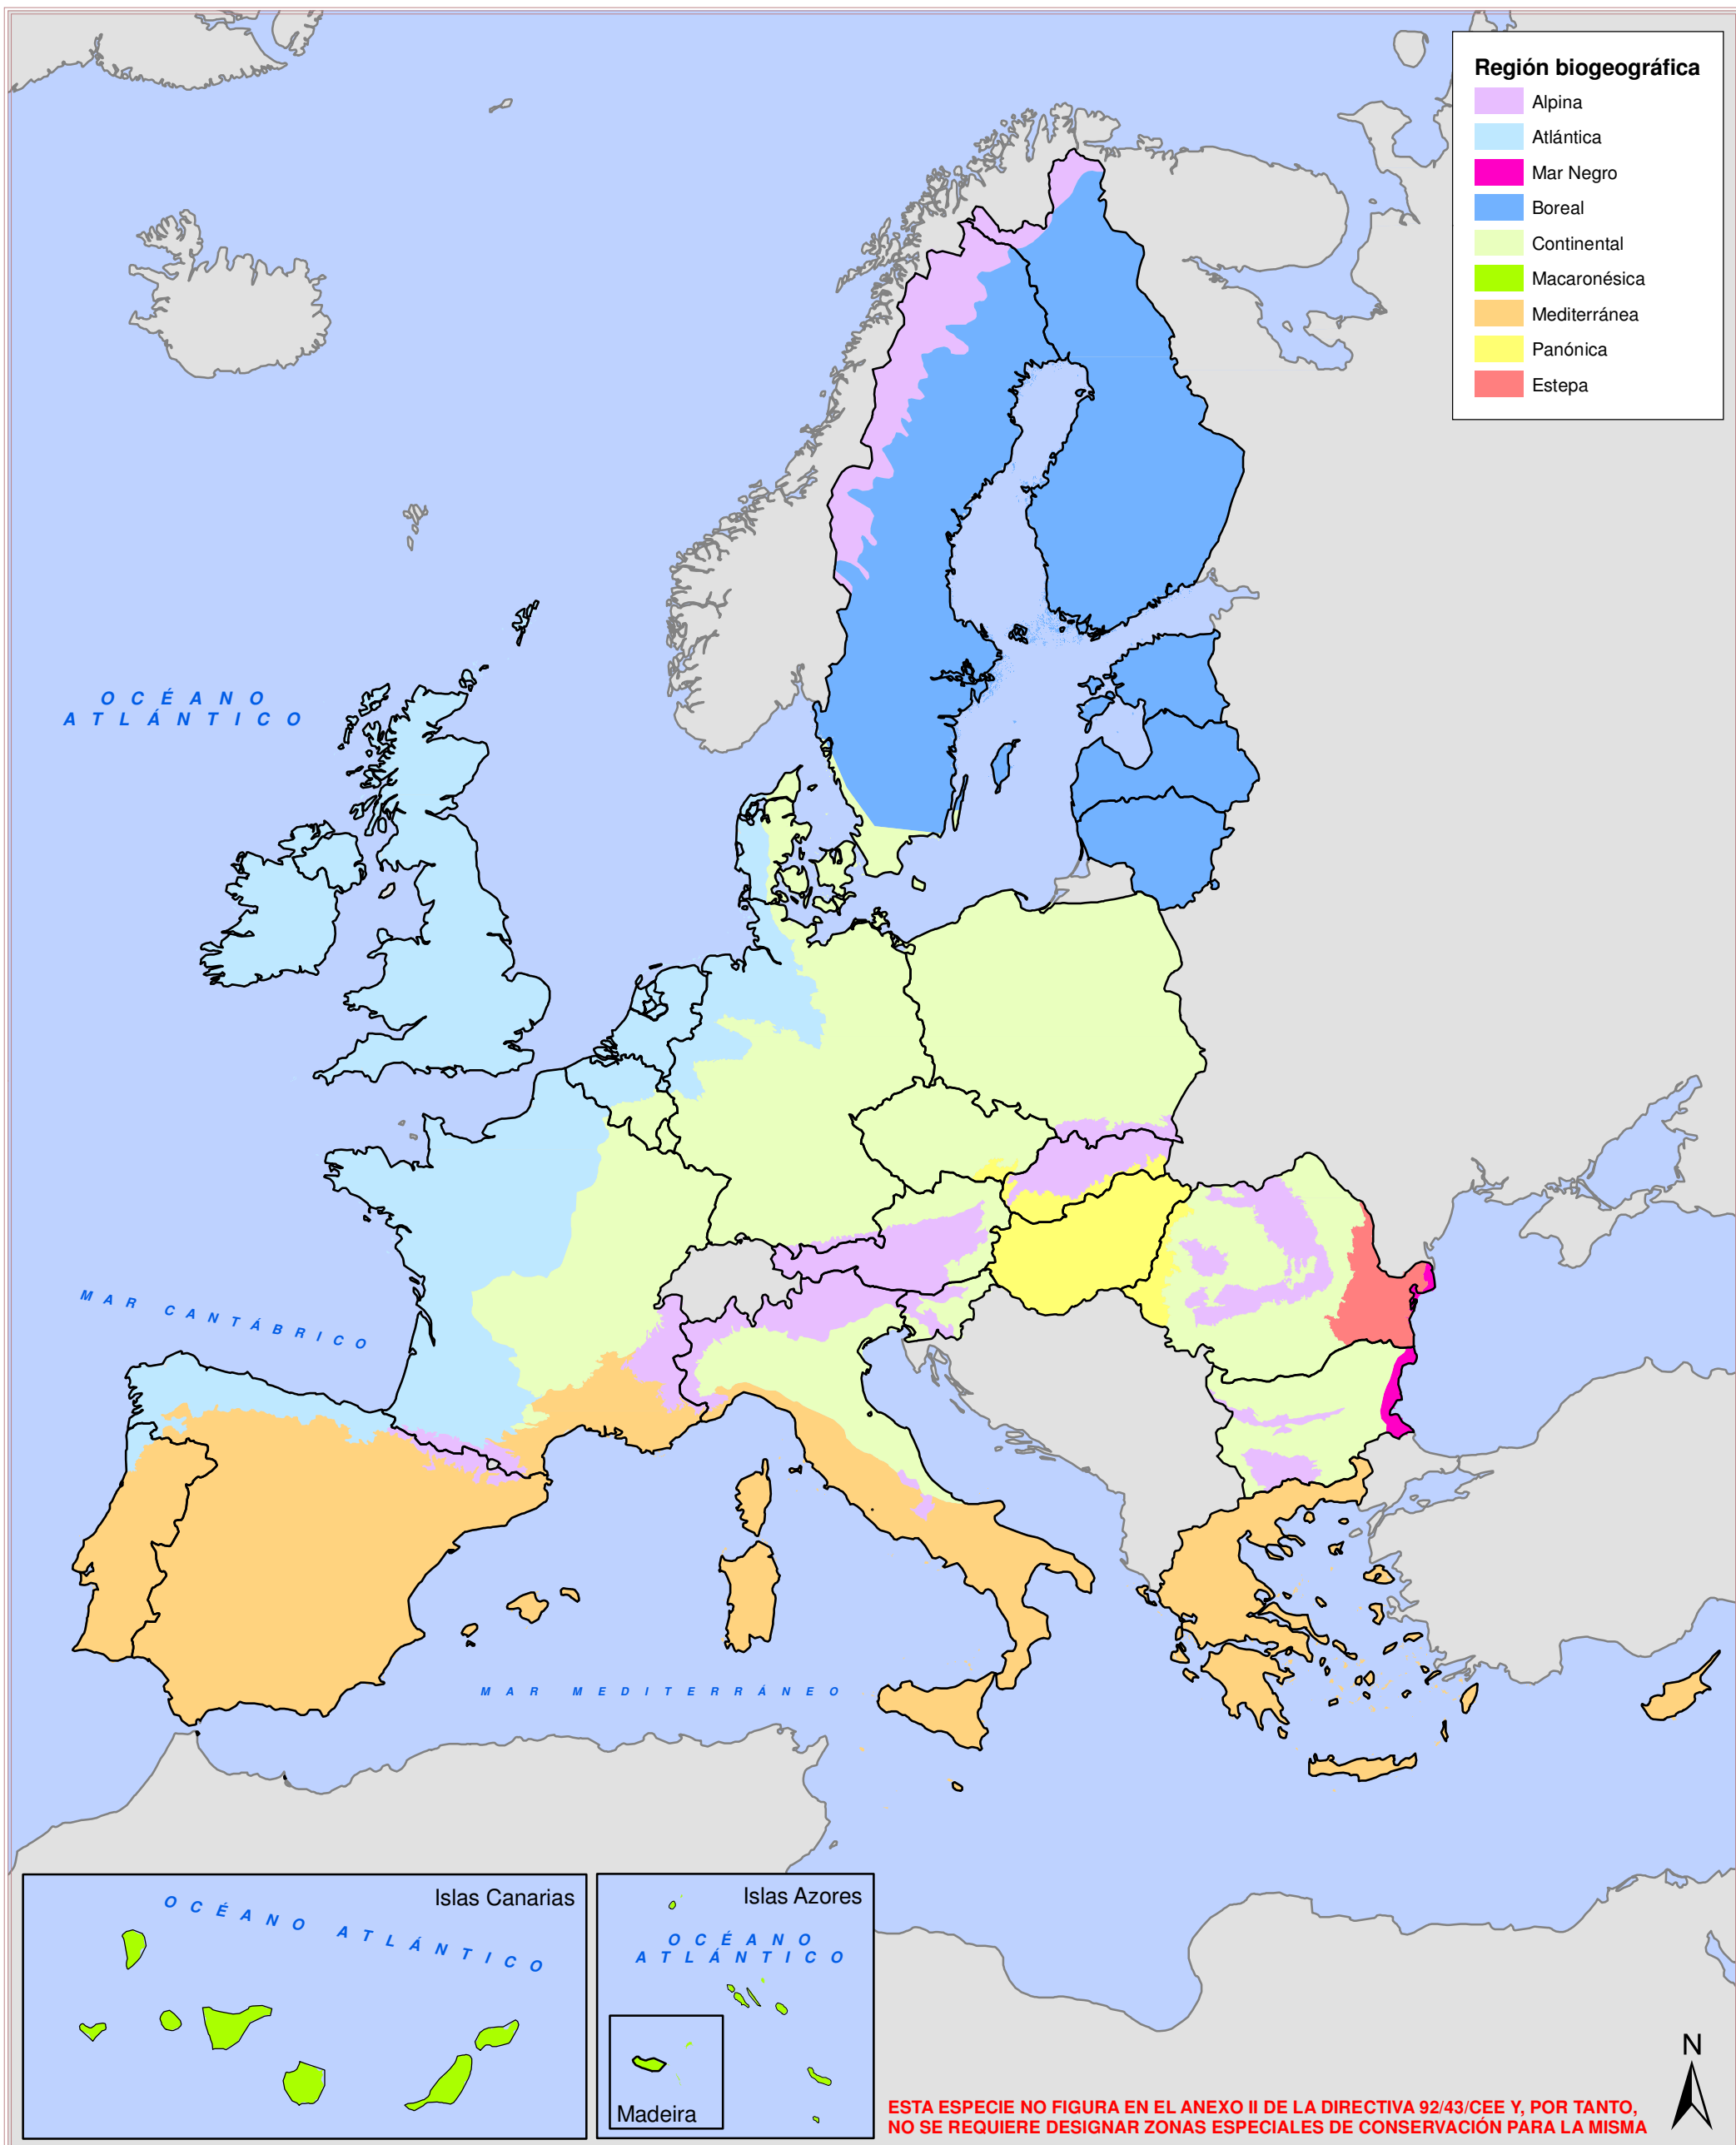 Región biogeográfica
Alpina
Atlántica
Mar Negro
Boreal
Continental
Macaronésica
Mediterránea
Panónica
Estepa
OCÉANO
ATLÁNTICO
MAR CANTÁBRICO
MAR MEDITERRÁNEO
Islas Canarias
OCÉANO ATLÁNTICO
Islas Azores
OCÉANO
ATLÁNTICO
Madeira
N
ESTA ESPECIE NO FIGURA EN EL ANEXO II DE LA DIRECTIVA 92/43/CEE Y, POR TANTO,
NO SE REQUIERE DESIGNAR ZONAS ESPECIALES DE CONSERVACIÓN PARA LA MISMA